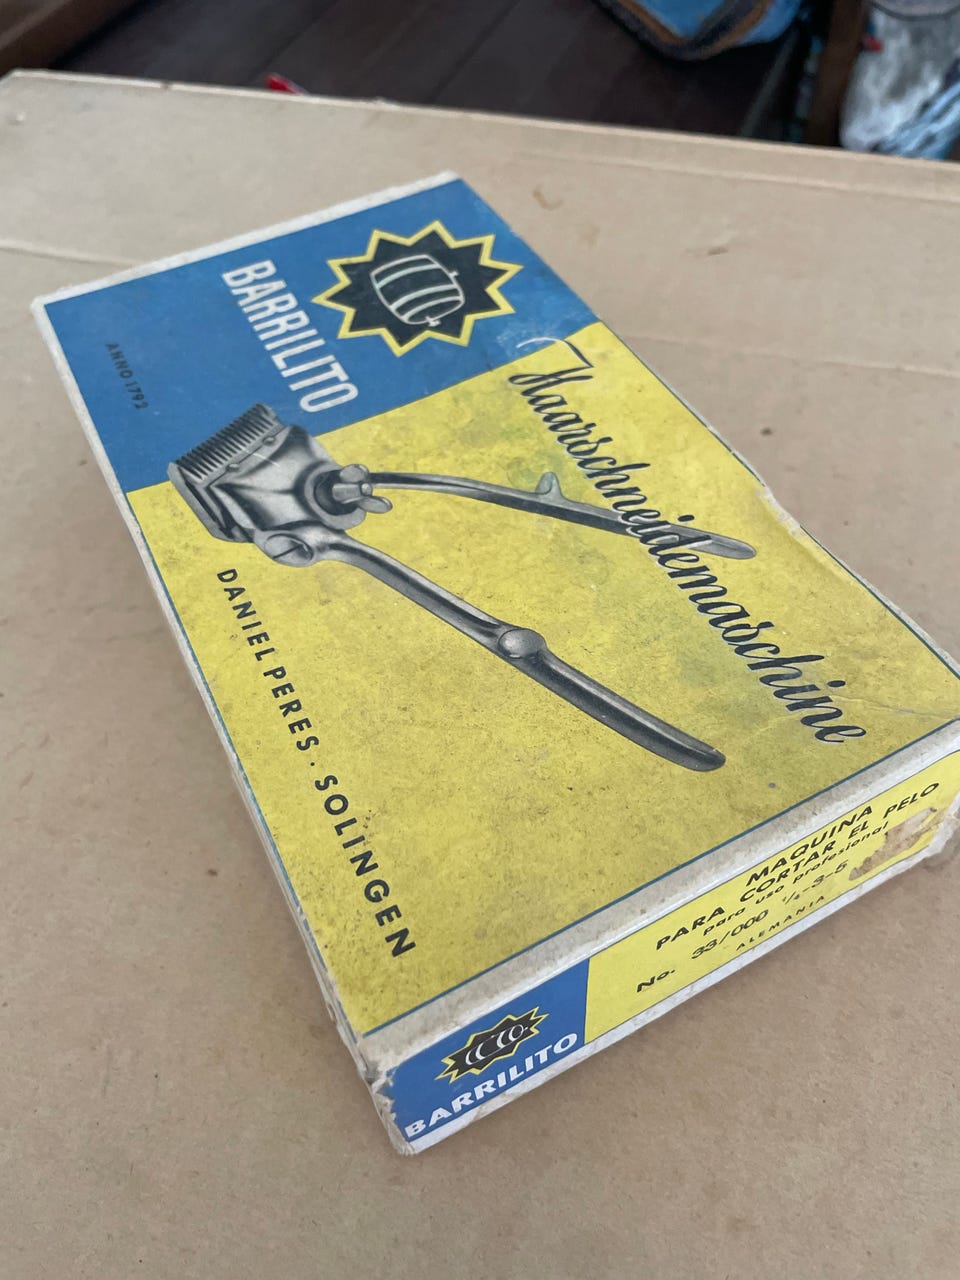 BARRILITO
ANNO 1792
Haarschneidemaschine
DANIEL PERES · SOLINGEN
MAQUINA
PARA CORTAR EL PELO
para uso profesional
No. 33/000 ½-3-5
ALEMANIA
BARRILITO